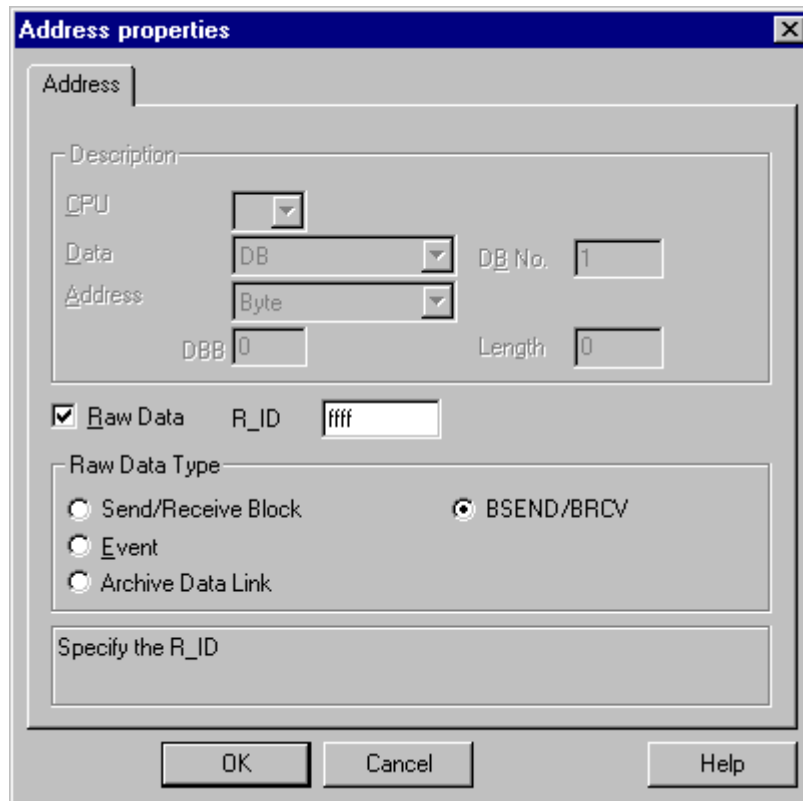 Address properties
Address
Description
CPU
Data DB DB No. 1
Address Byte
DBB 0 Length 0
Raw Data R_ID ffff
Raw Data Type
Send/Receive Block BSEND/BRCV
Event
Archive Data Link
Specify the R_ID
OK Cancel Help